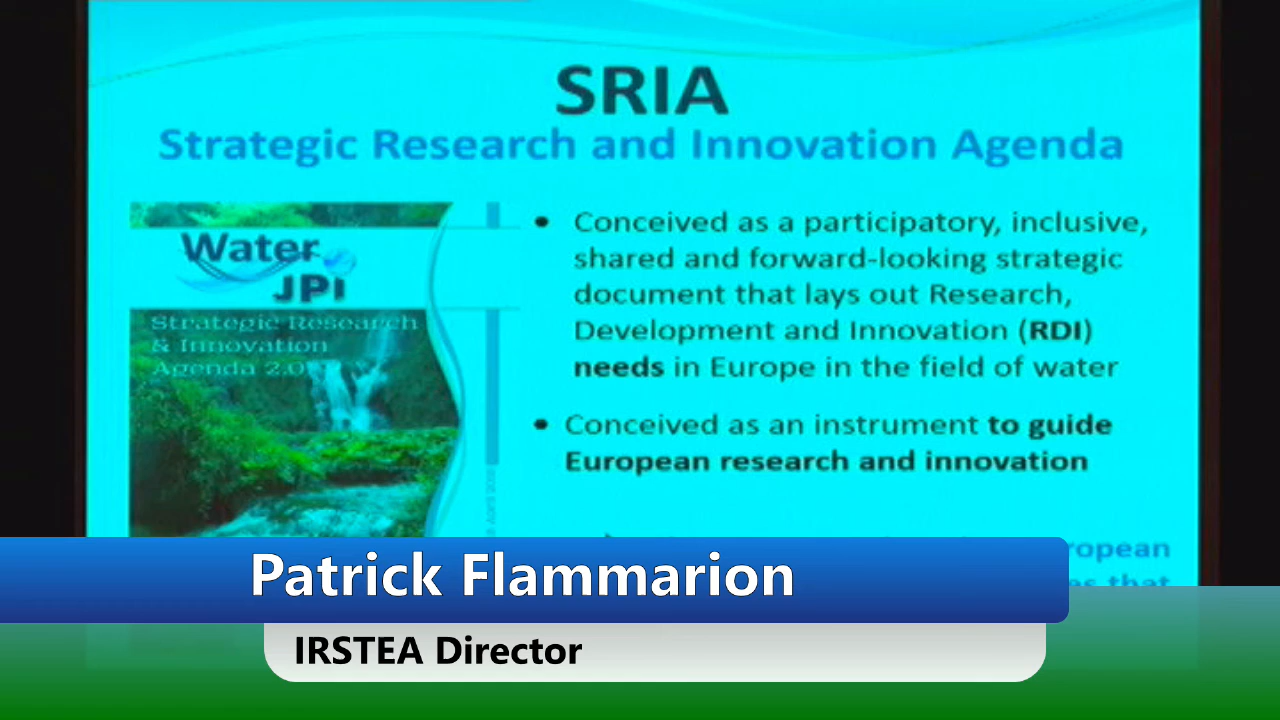 SRIA
Strategic Research and Innovation Agenda
Water
JPI
Strategic Research
& Innovation
Agenda 2.0
• Conceived as a participatory, inclusive,
shared and forward-looking strategic
document that lays out Research,
Development and Innovation (RDI)
needs in Europe in the field of water
• Conceived as an instrument to guide
European research and innovation
that
Patrick Flammarion
IRSTEA Director